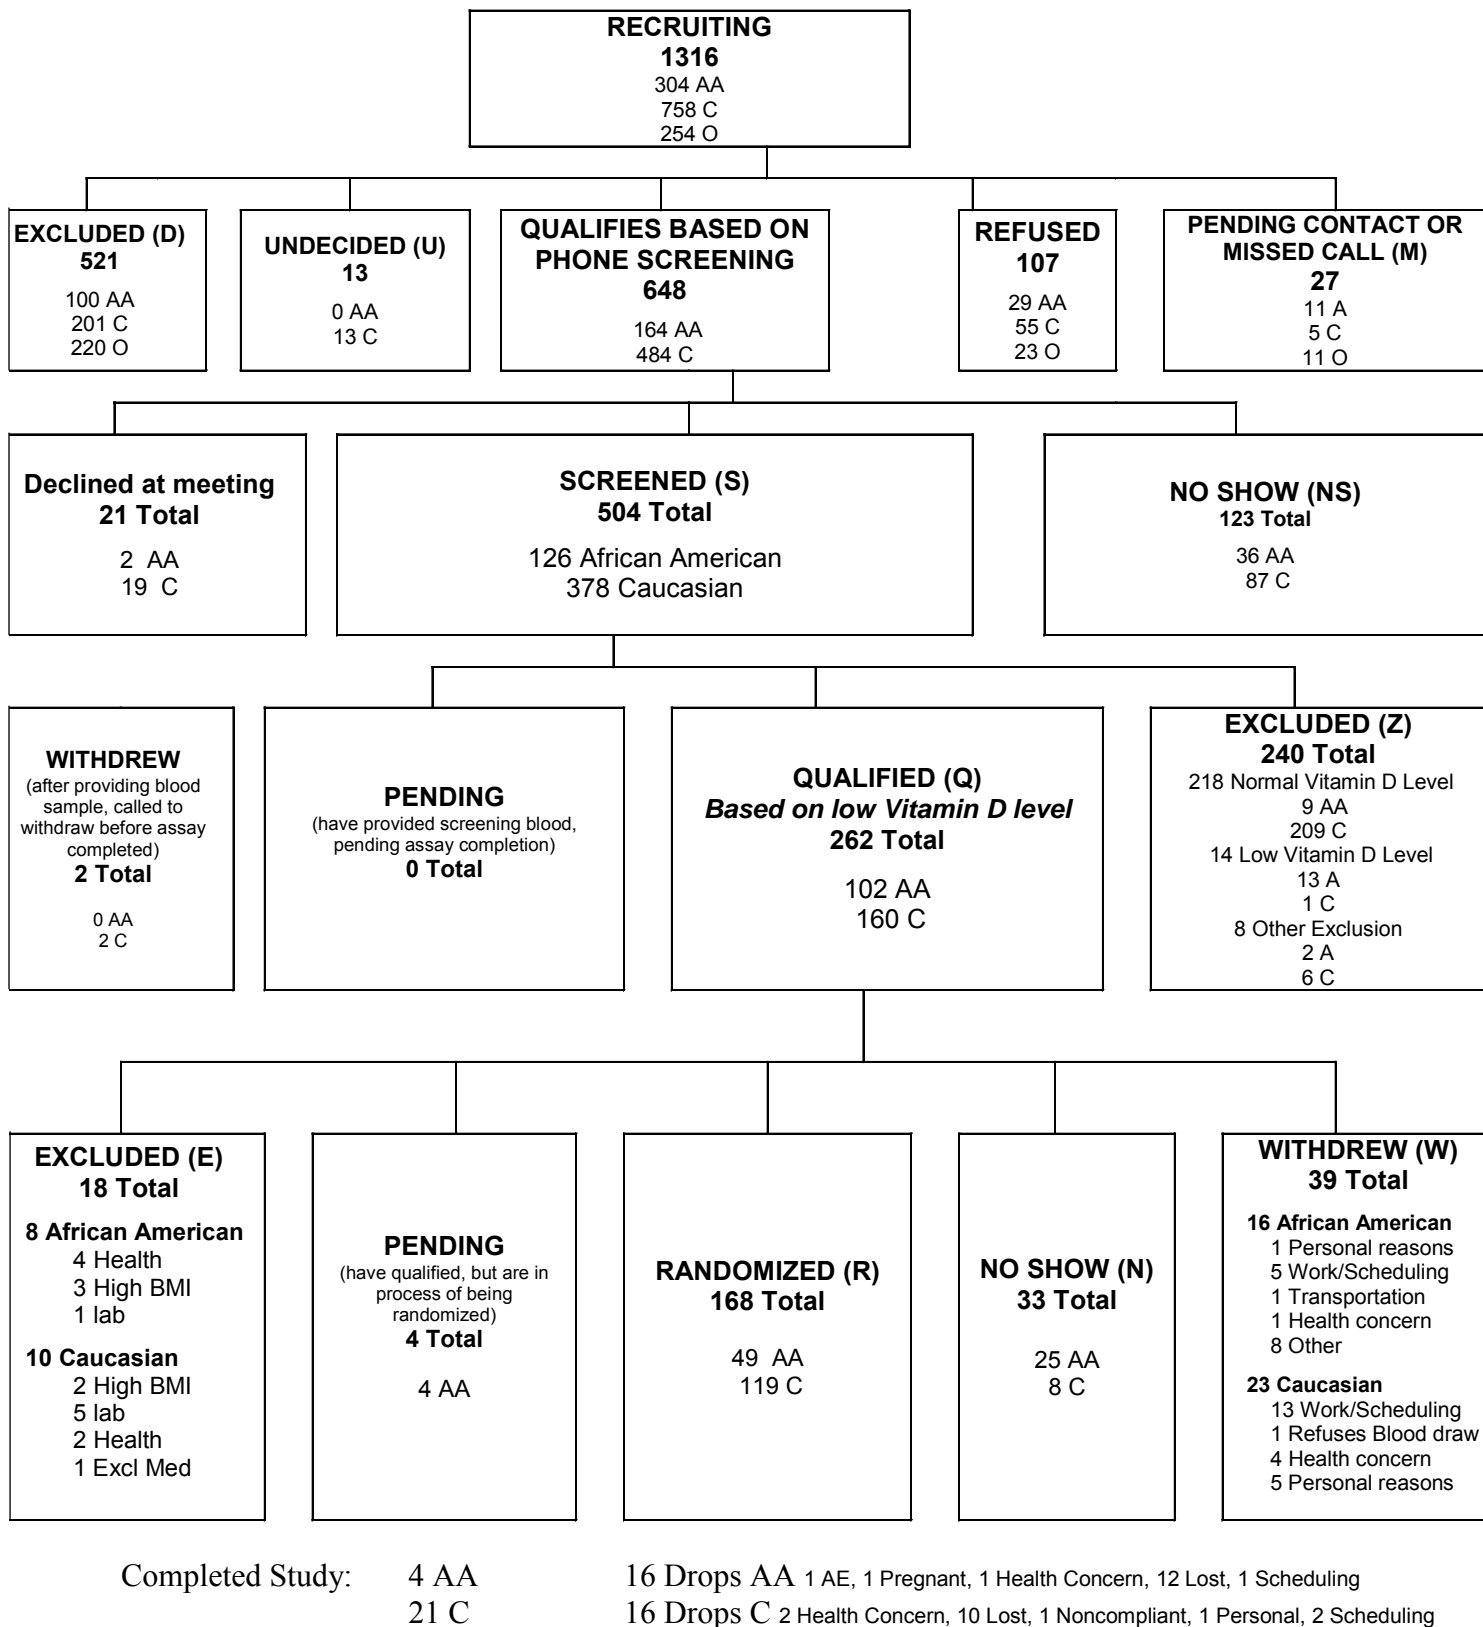 RECRUITING
1316
304 AA
758 C
254 O
EXCLUDED (D)
521
100 AA
201 C
220 O
UNDECIDED (U)
13
0 AA
13 C
QUALIFIES BASED ON
PHONE SCREENING
648
164 AA
484 C
REFUSED
107
29 AA
55 C
23 O
PENDING CONTACT OR
MISSED CALL (M)
27
11 A
5 C
11 O
Declined at meeting
21 Total
2 AA
19 C
SCREENED (S)
504 Total
126 African American
378 Caucasian
NO SHOW (NS)
123 Total
36 AA
87 C
WITHDREW
(after providing blood
sample, called to
withdraw before assay
completed)
2 Total
0 AA
2 C
PENDING
(have provided screening blood,
pending assay completion)
0 Total
QUALIFIED (Q)
Based on low Vitamin D level
262 Total
102 AA
160 C
EXCLUDED (Z)
240 Total
218 Normal Vitamin D Level
9 AA
209 C
14 Low Vitamin D Level
13 A
1 C
8 Other Exclusion
2 A
6 C
EXCLUDED (E)
18 Total
8 African American
4 Health
3 High BMI
1 lab
10 Caucasian
2 High BMI
5 lab
2 Health
1 Excl Med
PENDING
(have qualified, but are in
process of being
randomized)
4 Total
4 AA
RANDOMIZED (R)
168 Total
49 AA
119 C
NO SHOW (N)
33 Total
25 AA
8 C
WITHDREW (W)
39 Total
16 African American
1 Personal reasons
5 Work/Scheduling
1 Transportation
1 Health concern
8 Other
23 Caucasian
13 Work/Scheduling
1 Refuses Blood draw
4 Health concern
5 Personal reasons
Completed Study: 4 AA 16 Drops AA 1 AE, 1 Pregnant, 1 Health Concern, 12 Lost, 1 Scheduling
21 C 16 Drops C 2 Health Concern, 10 Lost, 1 Noncompliant, 1 Personal, 2 Scheduling